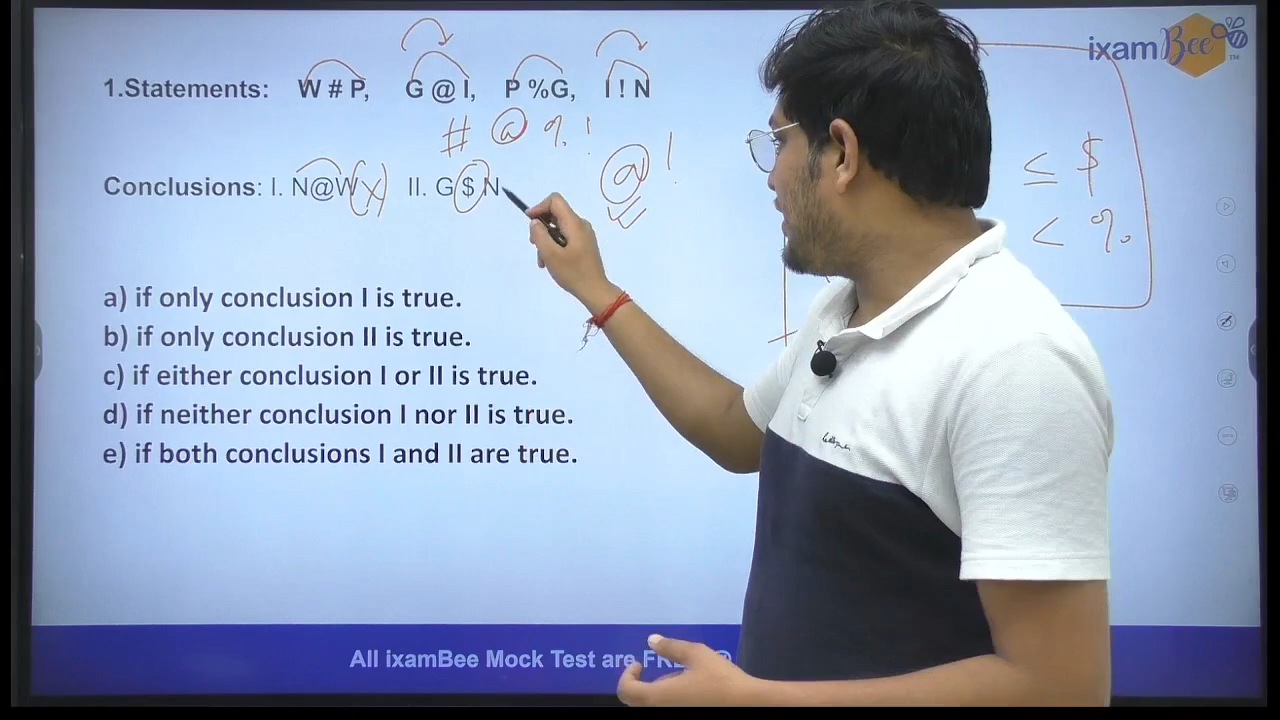 ixamBee™
1.Statements: W # P, G @ I, P %G, I ! N
# @ % !
@ !
≤ $
Conclusions: I. N@W (x) II. G $ N
< %
a) if only conclusion I is true.
b) if only conclusion II is true.
c) if either conclusion I or II is true.
d) if neither conclusion I nor II is true.
e) if both conclusions I and II are true.
All ixamBee Mock Test are